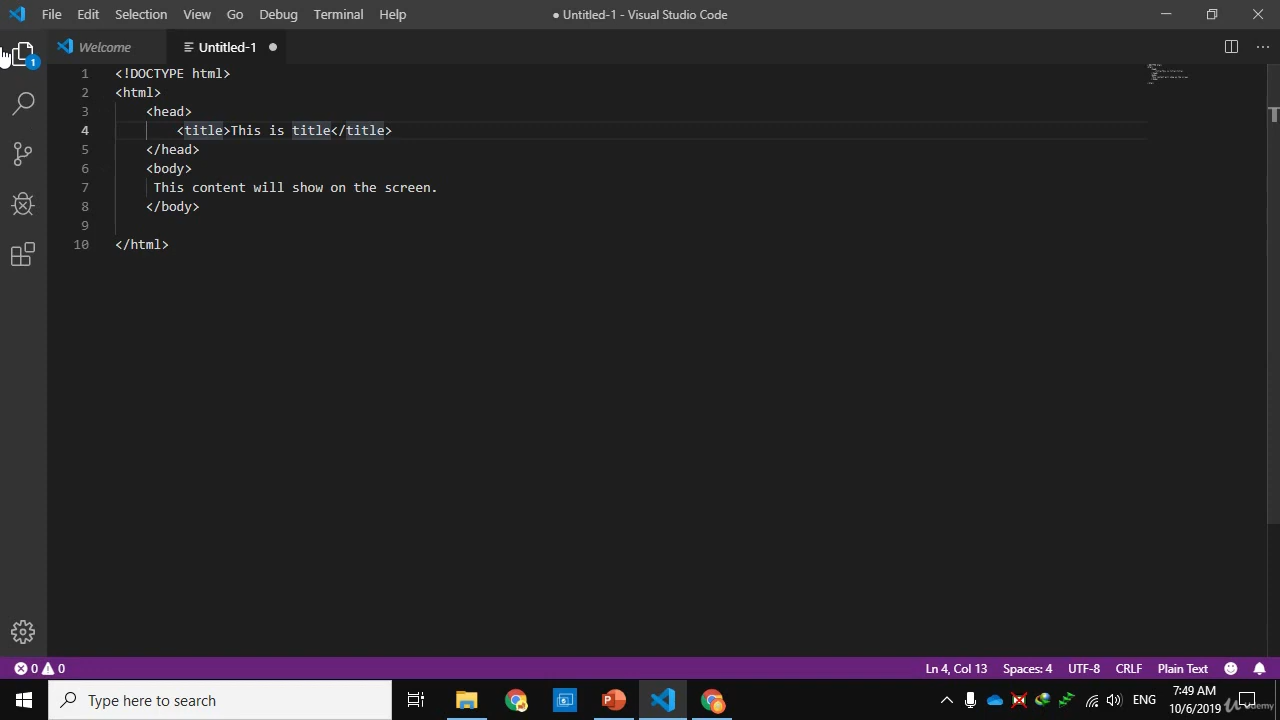 File Edit Selection View Go Debug Terminal Help
● Untitled-1 - Visual Studio Code
Welcome
Untitled-1
1
1 <!DOCTYPE html>
2 <html>
3 <head>
4 <title>This is title</title>
5 </head>
6 <body>
7 This content will show on the screen.
8 </body>
9
10 </html>
0 0
Ln 4, Col 13 Spaces: 4 UTF-8 CRLF Plain Text
Type here to search
ENG
7:49 AM
10/6/2019
Udemy